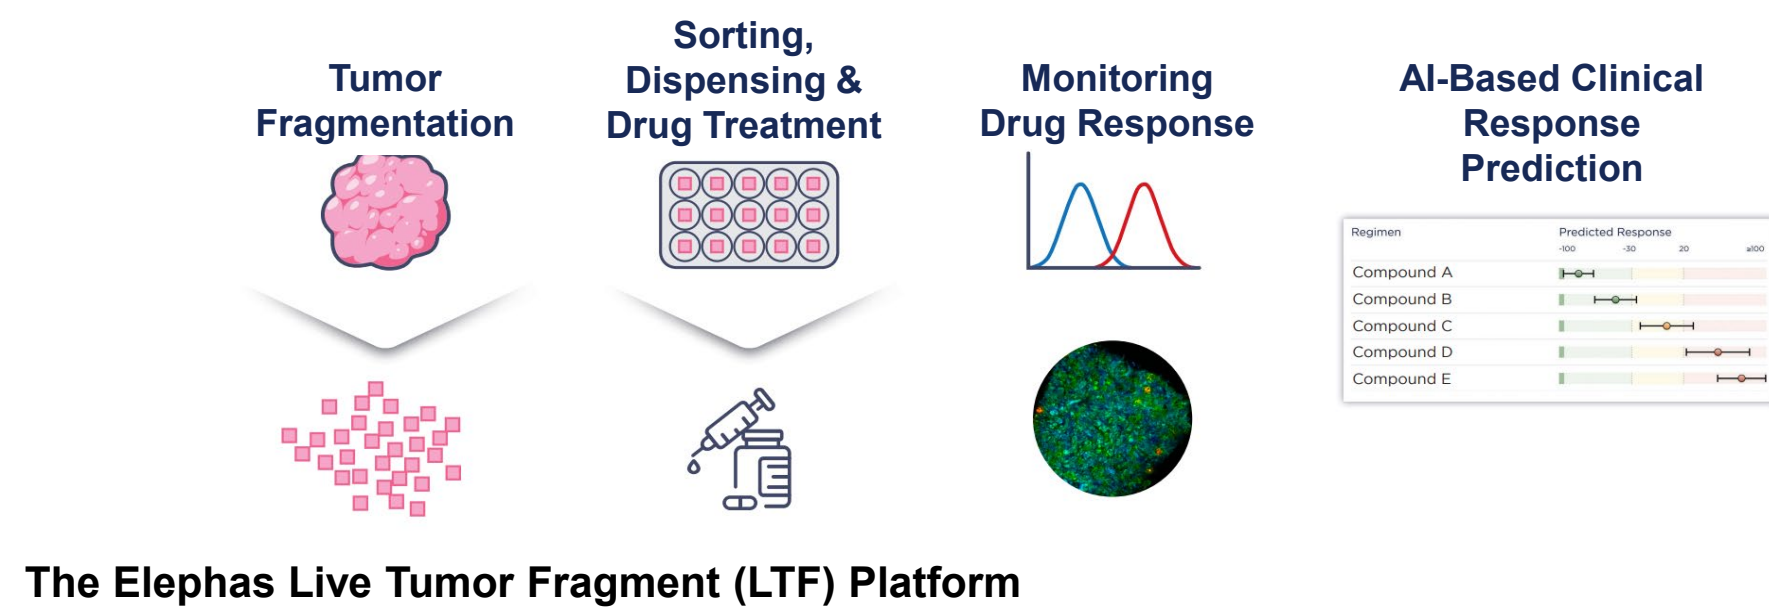 Tumor
Fragmentation
Sorting,
Dispensing &
Drug Treatment
Monitoring
Drug Response
AI-Based Clinical
Response
Prediction
Regimen Predicted Response
-100 -30 20 ≥100
Compound A
Compound B
Compound C
Compound D
Compound E
The Elephas Live Tumor Fragment (LTF) Platform